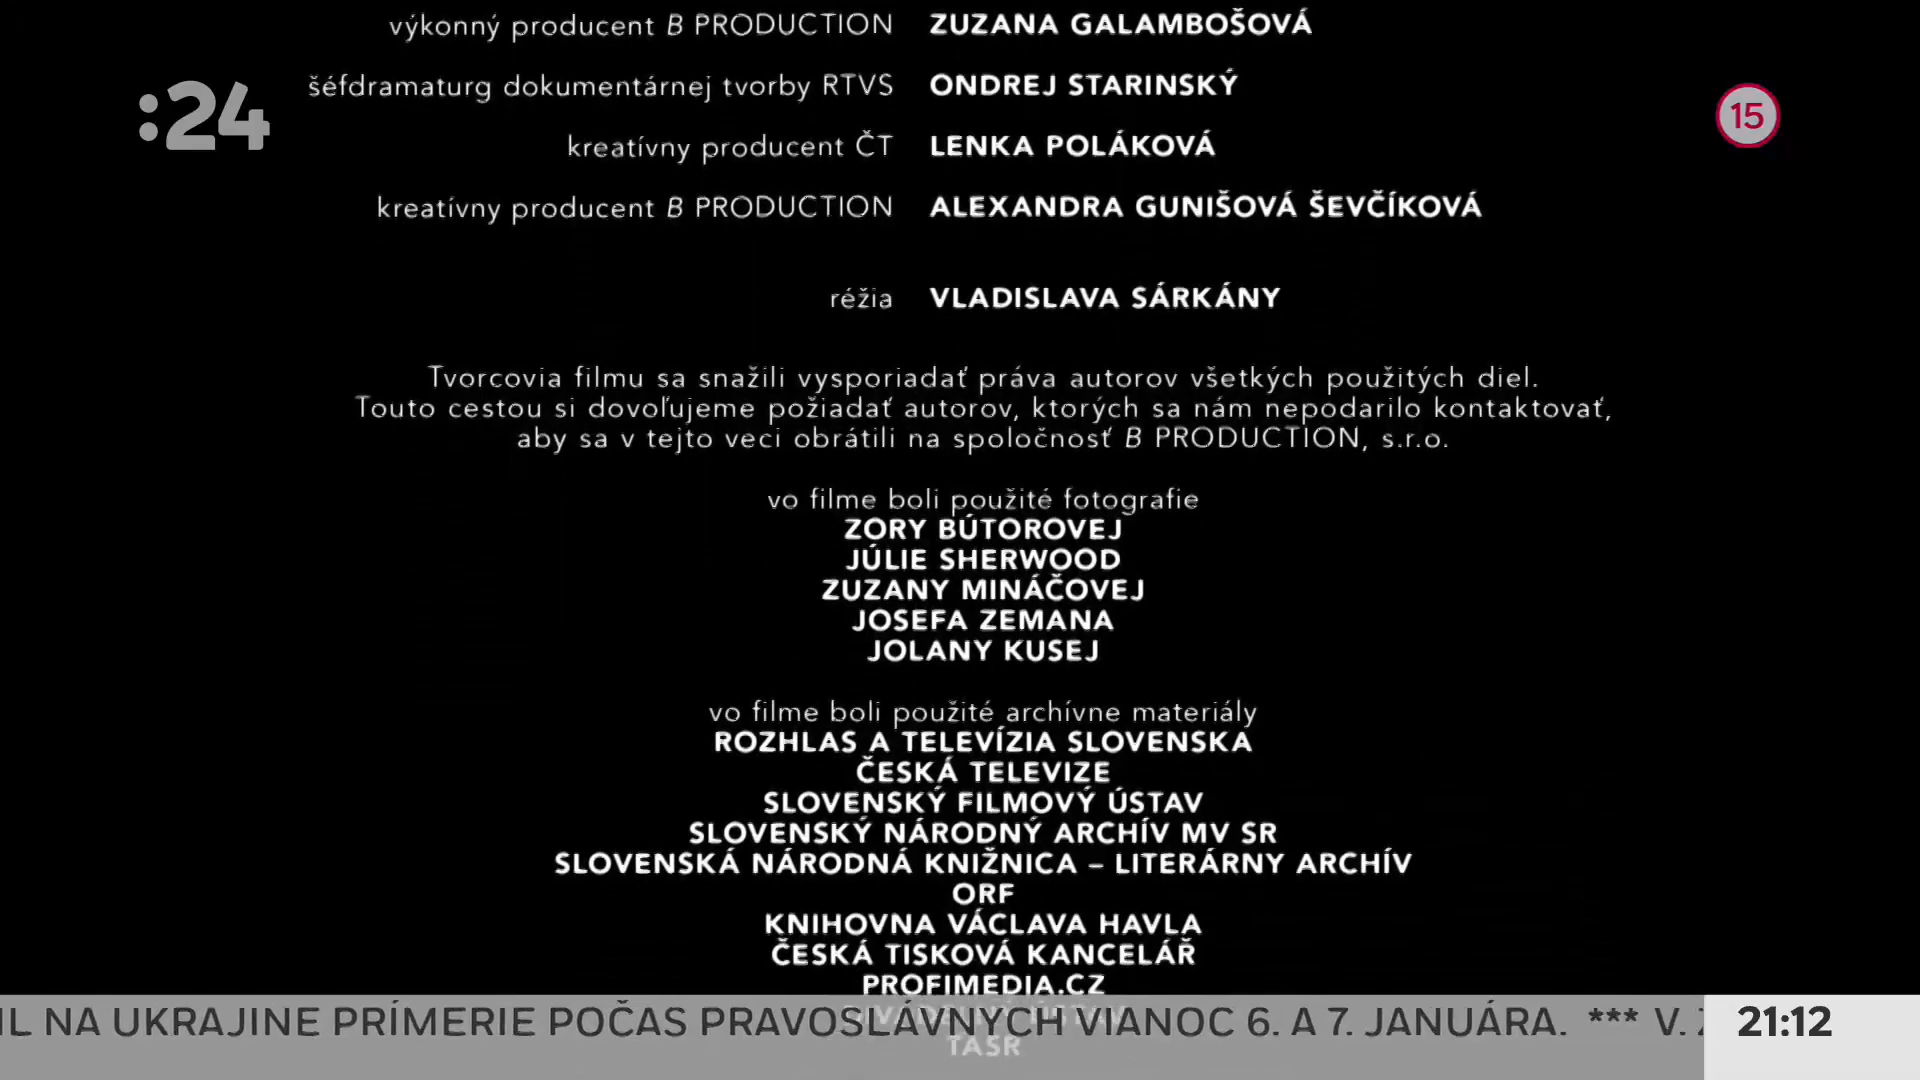 výkonný producent B PRODUCTION ZUZANA GALAMBOŠOVÁ
šéfdramaturg dokumentárnej tvorby RTVS ONDREJ STARINSKÝ
:24
15
kreatívny producent ČT LENKA POLÁKOVÁ
kreatívny producent B PRODUCTION ALEXANDRA GUNIŠOVÁ ŠEVČÍKOVÁ
réžia VLADISLAVA SÁRKÁNY
Tvorcovia filmu sa snažili vysporiadať práva autorov všetkých použitých diel.
Touto cestou si dovoľujeme požiadať autorov, ktorých sa nám nepodarilo kontaktovať,
aby sa v tejto veci obrátili na spoločnosť B PRODUCTION, s.r.o.
vo filme boli použité fotografie
ZORY BÚTOROVEJ
JÚLIE SHERWOOD
ZUZANY MINÁČOVEJ
JOSEFA ZEMANA
JOLANY KUSEJ
vo filme boli použité archívne materiály
ROZHLAS A TELEVÍZIA SLOVENSKA
ČESKÁ TELEVIZE
SLOVENSKÝ FILMOVÝ ÚSTAV
SLOVENSKÝ NÁRODNÝ ARCHÍV MV SR
SLOVENSKÁ NÁRODNÁ KNIŽNICA – LITERÁRNY ARCHÍV
ORF
KNIHOVNA VÁCLAVA HAVLA
ČESKÁ TISKOVÁ KANCELÁŘ
PROFIMEDIA.CZ
IL NA UKRAJINE PRÍMERIE POČAS PRAVOSLÁVNYCH VIANOC 6. A 7. JANUÁRA. *** V.
21:12
TASR